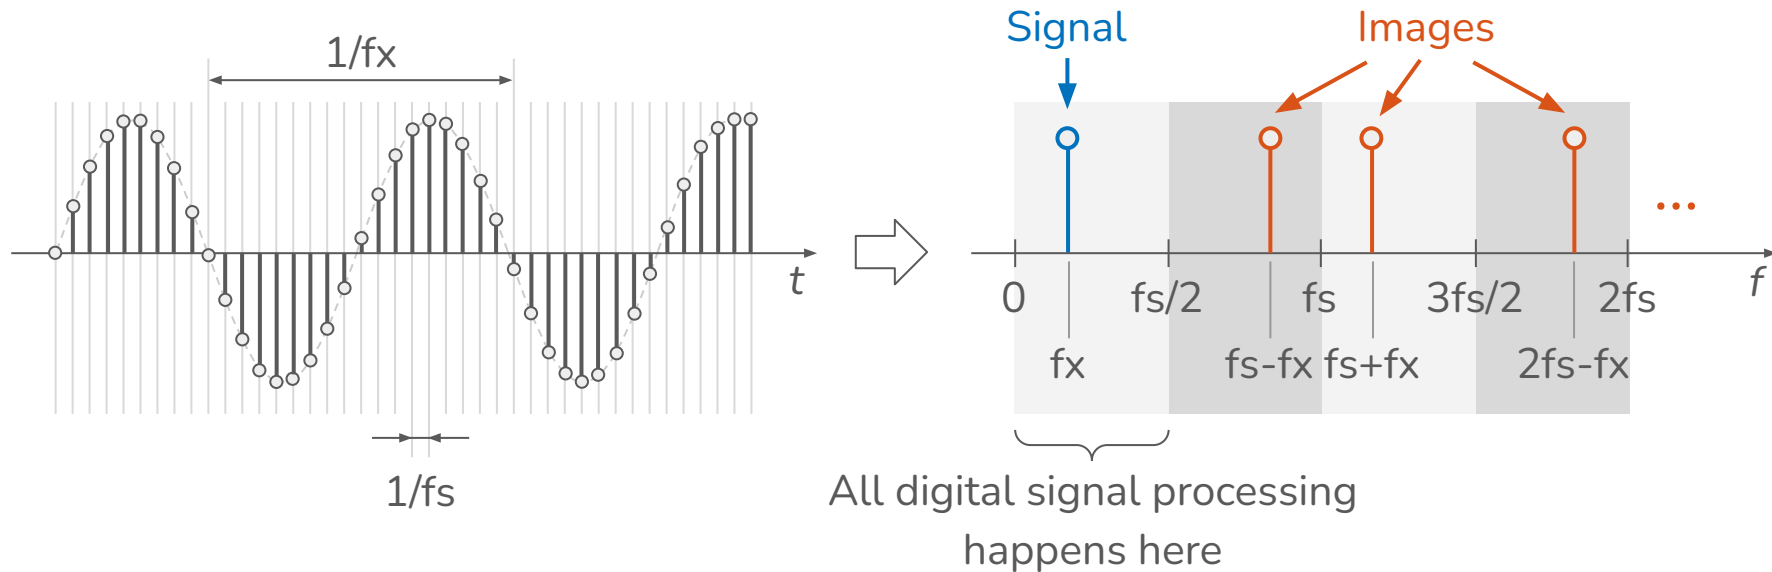 1/fx
t
1/fs
Signal
Images
...
0
fs/2
fs
3fs/2
2fs
f
fx
fs-fx
fs+fx
2fs-fx
All digital signal processing
happens here